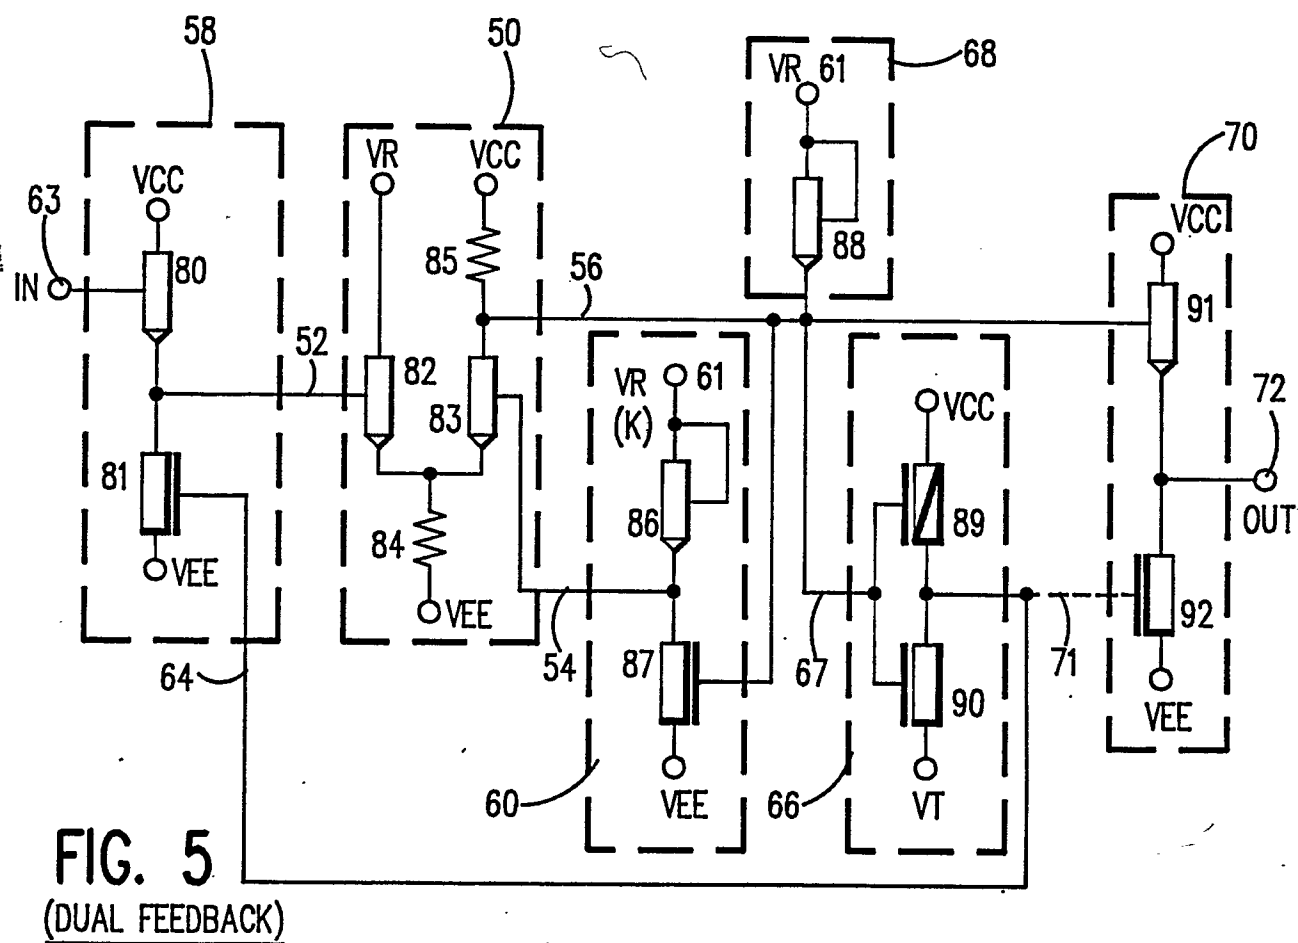 58
50
68
70
VR 61
VCC
63
IN
80
VR
VCC
85
88
VCC
91
56
52
82
83
VR
(K)
61
VCC
72
81
84
86
89
OUT
VEE
VEE
54
87
67
90
71
92
64
VEE
60
VEE
66
VT
FIG. 5
(DUAL FEEDBACK)